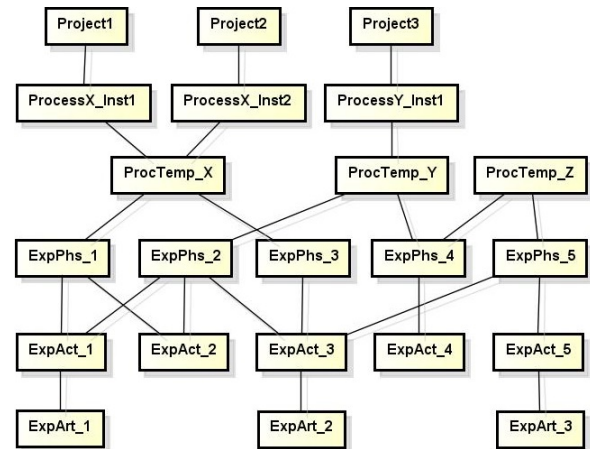 Project1
Project2
Project3
ProcessX_Inst1
ProcessX_Inst2
ProcessY_Inst1
ProcTemp_X
ProcTemp_Y
ProcTemp_Z
ExpPhs_1
ExpPhs_2
ExpPhs_3
ExpPhs_4
ExpPhs_5
ExpAct_1
ExpAct_2
ExpAct_3
ExpAct_4
ExpAct_5
ExpArt_1
ExpArt_2
ExpArt_3